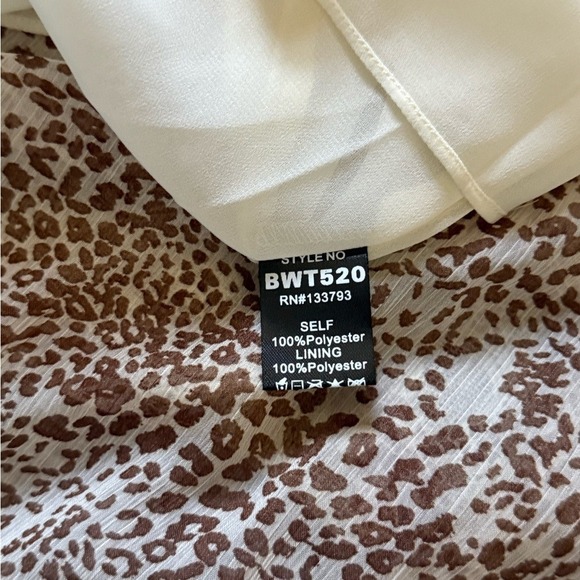 STYLE NO
BWT520
RN#133793
SELF
100%Polyester
LINING
100%Polyester